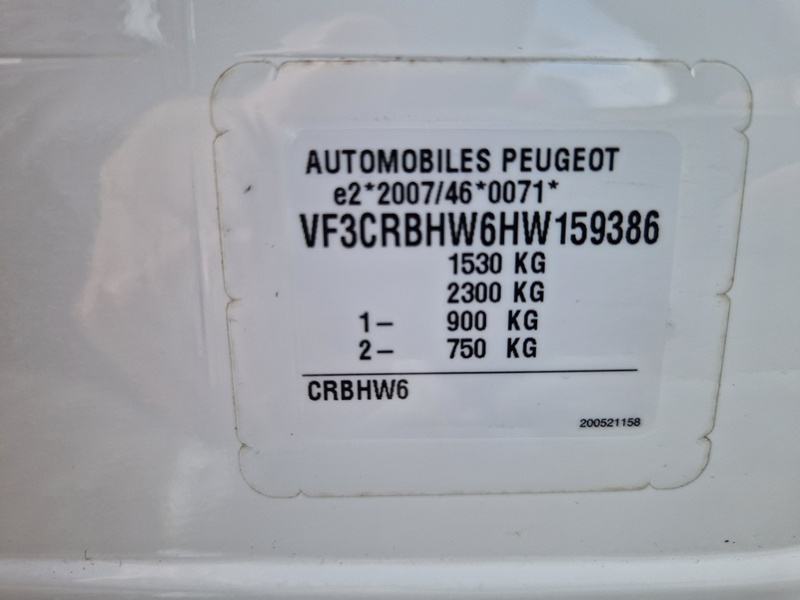 AUTOMOBILES PEUGEOT
e2*2007/46*0071*
VF3CRBHW6HW159386
1530 KG
2300 KG
1– 900 KG
2– 750 KG
CRBHW6
200521158